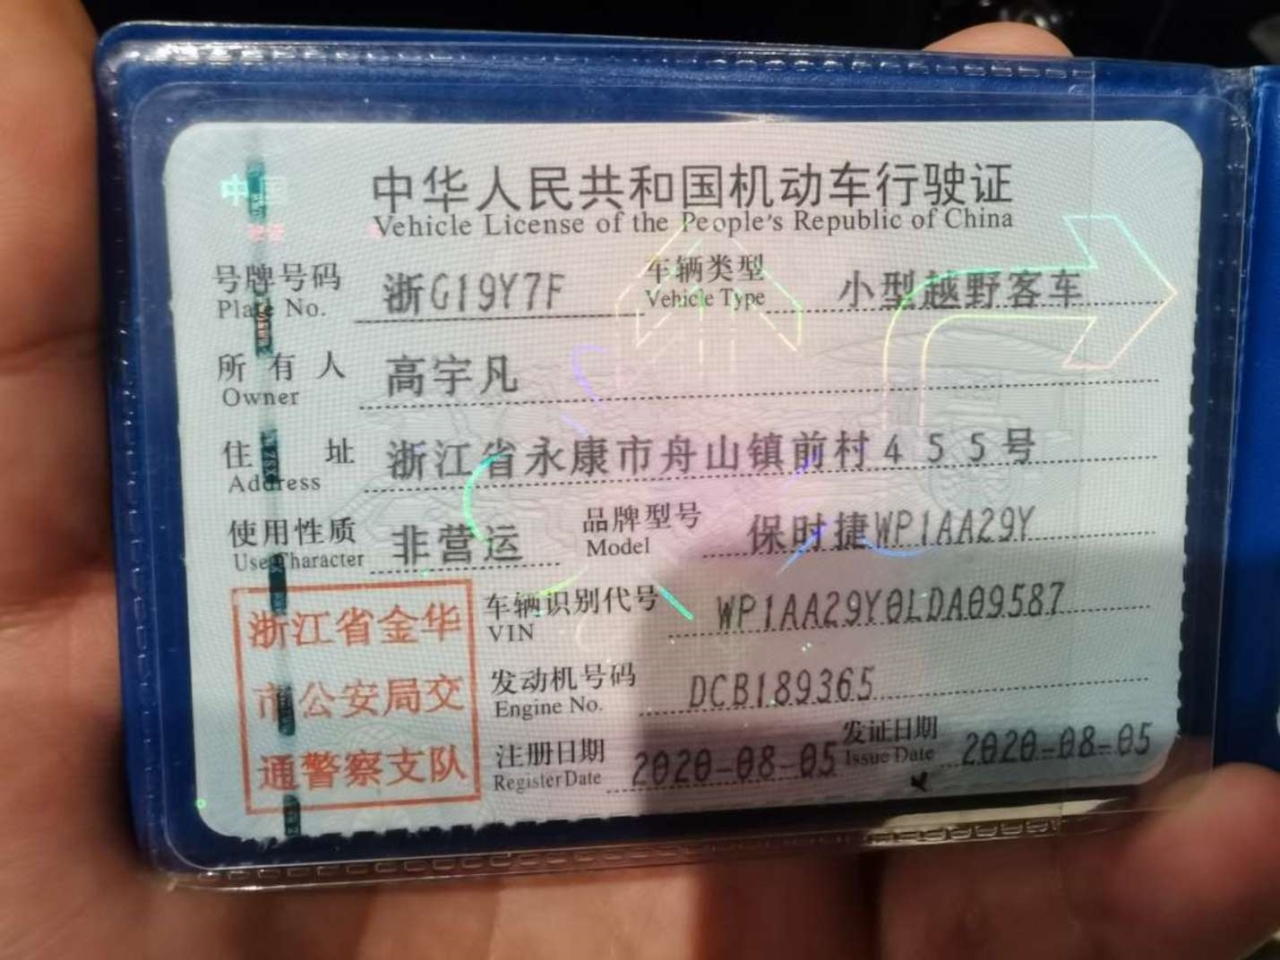 中华人民共和国机动车行驶证
Vehicle License of the People's Republic of China
号牌号码 浙G19Y7F 车辆类型 小型越野客车
Plate No. Vehicle Type
所有人 高宇凡
Owner
住址 浙江省永康市舟山镇前村455号
Address
使用性质 非营运 品牌型号 保时捷WP1AA29Y
Use Character Model
车辆识别代号 WP1AA29Y0LDA09587
VIN
发动机号码 DCB189365
Engine No.
注册日期 2020-08-05 发证日期 2020-08-05
Register Date Issue Date
浙江省金华
市公安局交
通警察支队